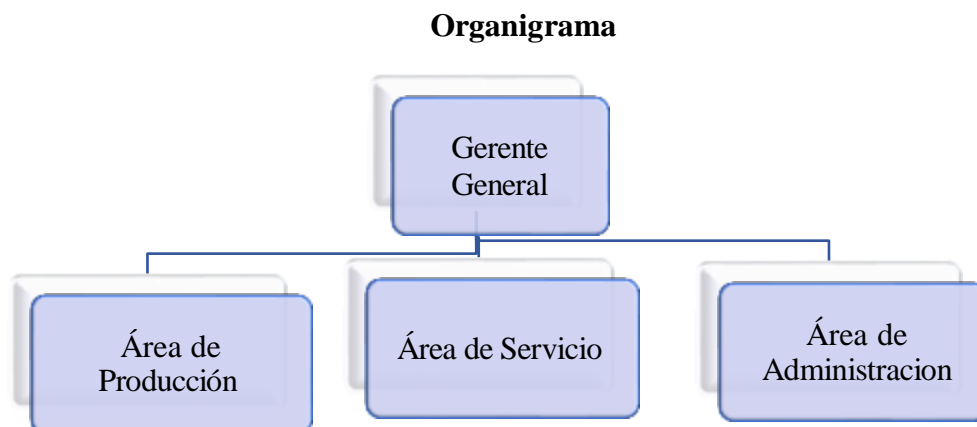 Organigrama
Gerente
General
Área de
Producción
Área de Servicio
Área de
Administracion